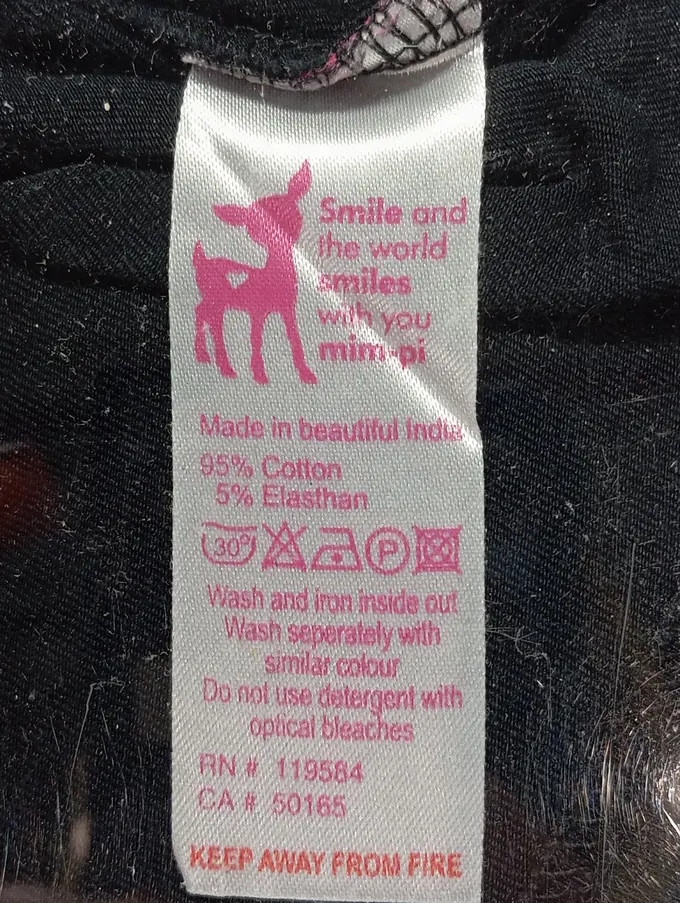 Smile and
the world
smiles
with you
mim-pi
Made in beautiful India
95% Cotton
5% Elasthan
30°
P
Wash and iron inside out
Wash seperately with
similar colour
Do not use detergent with
optical bleaches
RN # 119584
CA # 50165
KEEP AWAY FROM FIRE